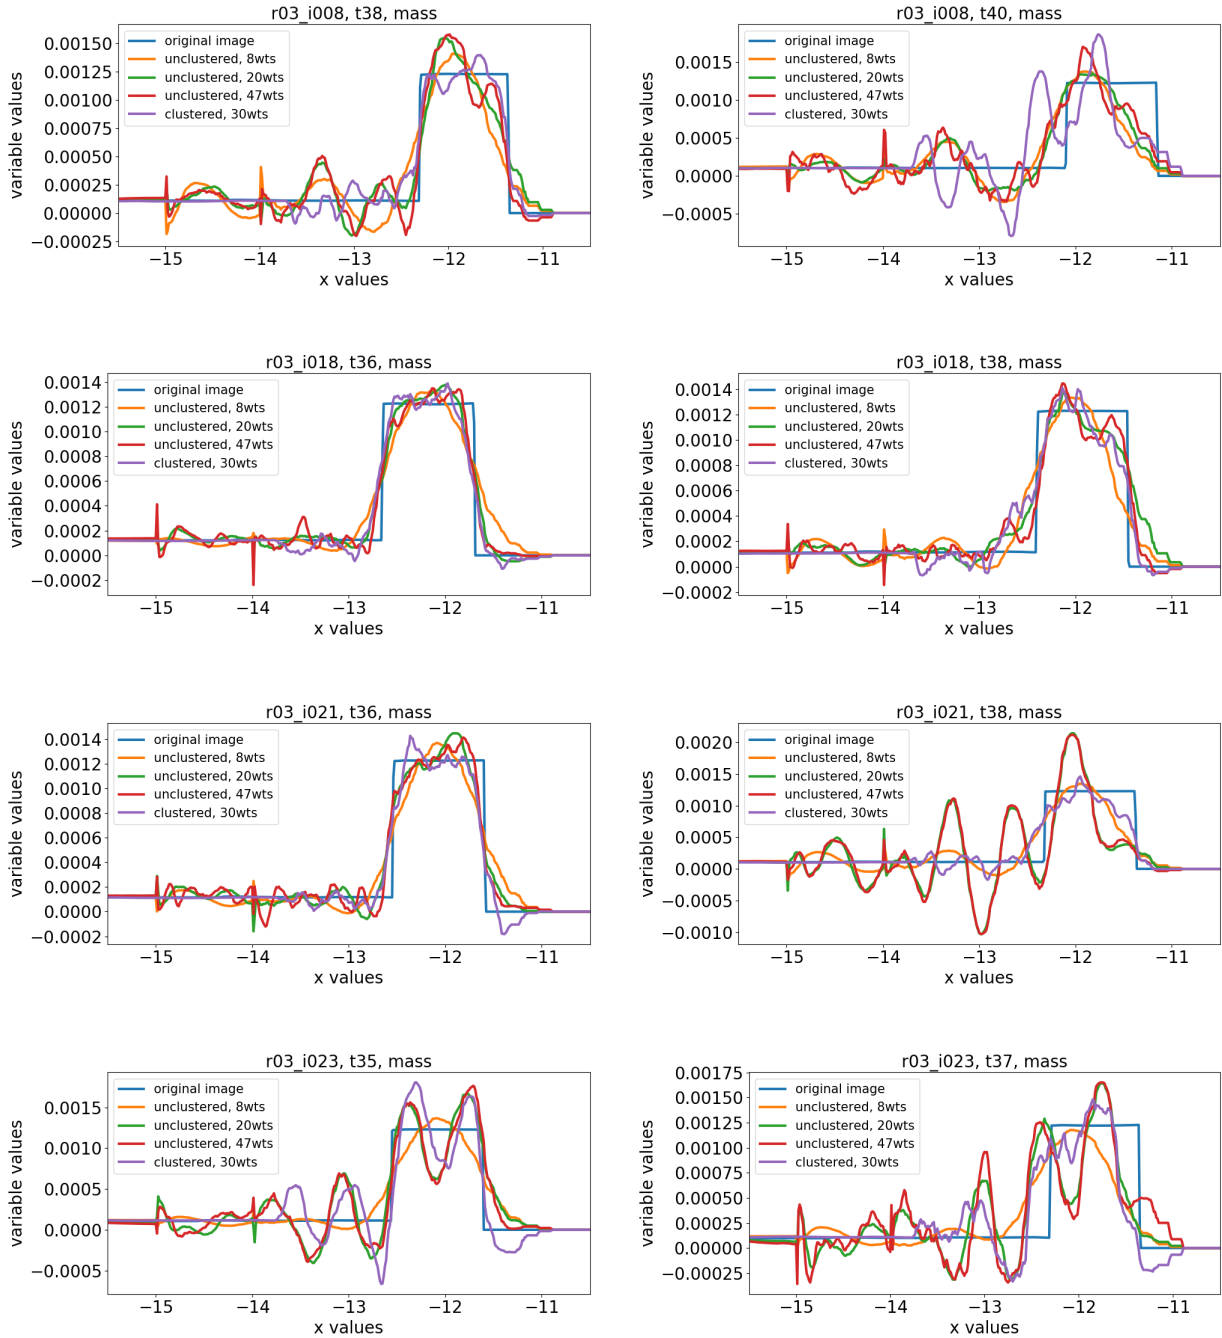 r03_i008, t38, mass
variable values
0.00150
0.00125
0.00100
0.00075
0.00050
0.00025
0.00000
−0.00025
original image
unclustered, 8wts
unclustered, 20wts
unclustered, 47wts
clustered, 30wts
−15 −14 −13 −12 −11
x values
r03_i008, t40, mass
variable values
0.0015
0.0010
0.0005
0.0000
−0.0005
original image
unclustered, 8wts
unclustered, 20wts
unclustered, 47wts
clustered, 30wts
−15 −14 −13 −12 −11
x values
r03_i018, t36, mass
variable values
0.0014
0.0012
0.0010
0.0008
0.0006
0.0004
0.0002
0.0000
−0.0002
original image
unclustered, 8wts
unclustered, 20wts
unclustered, 47wts
clustered, 30wts
−15 −14 −13 −12 −11
x values
r03_i018, t38, mass
variable values
0.0014
0.0012
0.0010
0.0008
0.0006
0.0004
0.0002
0.0000
−0.0002
original image
unclustered, 8wts
unclustered, 20wts
unclustered, 47wts
clustered, 30wts
−15 −14 −13 −12 −11
x values
r03_i021, t36, mass
variable values
0.0014
0.0012
0.0010
0.0008
0.0006
0.0004
0.0002
0.0000
−0.0002
original image
unclustered, 8wts
unclustered, 20wts
unclustered, 47wts
clustered, 30wts
−15 −14 −13 −12 −11
x values
r03_i021, t38, mass
variable values
0.0020
0.0015
0.0010
0.0005
0.0000
−0.0005
−0.0010
original image
unclustered, 8wts
unclustered, 20wts
unclustered, 47wts
clustered, 30wts
−15 −14 −13 −12 −11
x values
r03_i023, t35, mass
variable values
0.0015
0.0010
0.0005
0.0000
−0.0005
original image
unclustered, 8wts
unclustered, 20wts
unclustered, 47wts
clustered, 30wts
−15 −14 −13 −12 −11
x values
r03_i023, t37, mass
variable values
0.00175
0.00150
0.00125
0.00100
0.00075
0.00050
0.00025
0.00000
−0.00025
original image
unclustered, 8wts
unclustered, 20wts
unclustered, 47wts
clustered, 30wts
−15 −14 −13 −12 −11
x values